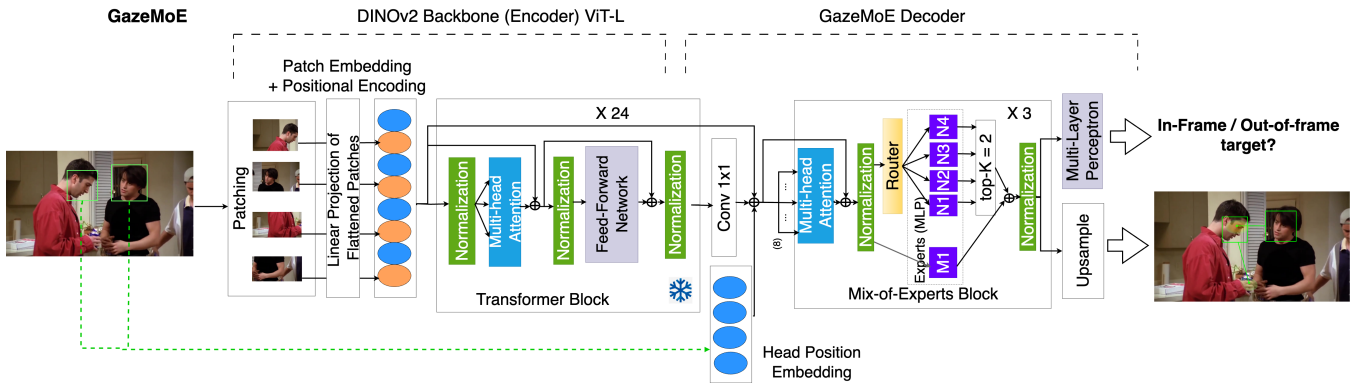 GazeMoE
DINOv2 Backbone (Encoder) ViT-L
GazeMoE Decoder
Patch Embedding
+ Positional Encoding
Patching
Linear Projection of
Flattened Patches
X 24
Normalization
Multi-head
Attention
Normalization
Feed-Forward
Network
Normalization
Transformer Block
Conv 1x1
Head Position
Embedding
X 3
...
...
(8)
Multi-head
Attention
Normalization
Router
Experts (MLP)
N4
N3
N2
N1
M1
top-K = 2
Normalization
Mix-of-Experts Block
Multi-Layer
Perceptron
Upsample
In-Frame / Out-of-frame
target?